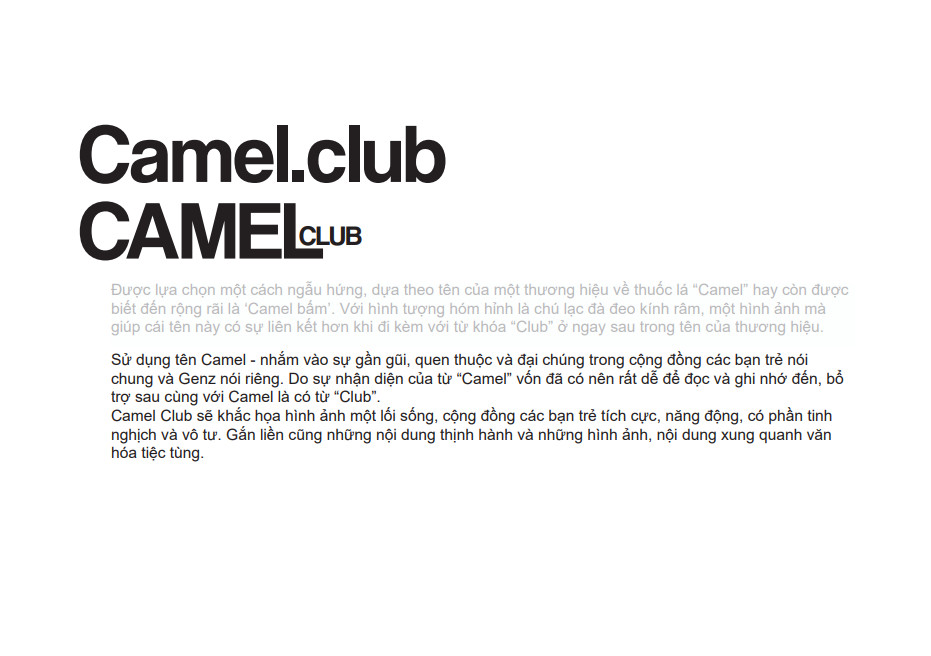 Camel.club
CAMEL CLUB
Được lựa chọn một cách ngẫu hứng, dựa theo tên của một thương hiệu về thuốc lá “Camel” hay còn được
biết đến rộng rãi là ‘Camel bấm’. Với hình tượng hóm hỉnh là chú lạc đà đeo kính râm, một hình ảnh mà
giúp cái tên này có sự liên kết hơn khi đi kèm với từ khóa “Club” ở ngay sau trong tên của thương hiệu.
Sử dụng tên Camel - nhắm vào sự gần gũi, quen thuộc và đại chúng trong cộng đồng các bạn trẻ nói
chung và Genz nói riêng. Do sự nhận diện của từ “Camel” vốn đã có nên rất dễ để đọc và ghi nhớ đến, bổ
trợ sau cùng với Camel là có từ “Club”.
Camel Club sẽ khắc họa hình ảnh một lối sống, cộng đồng các bạn trẻ tích cực, năng động, có phần tinh
nghịch và vô tư. Gắn liền cũng những nội dung thịnh hành và những hình ảnh, nội dung xung quanh văn
hóa tiệc tùng.